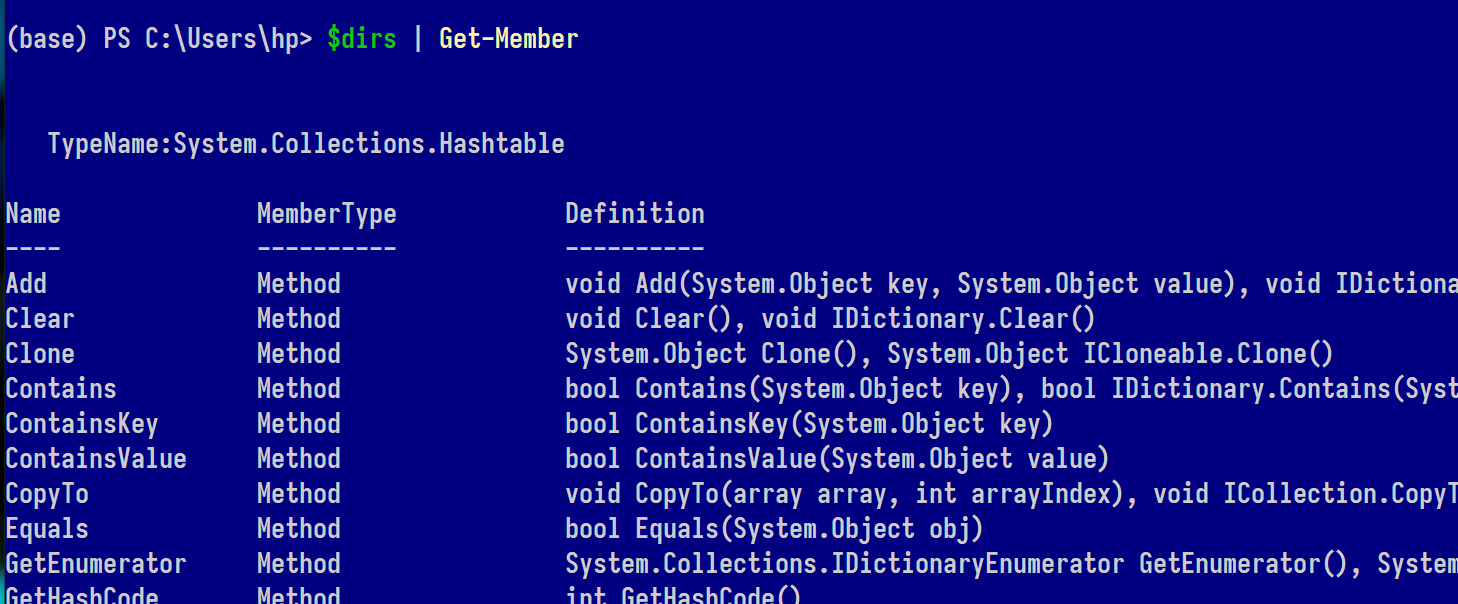 (base) PS C:\Users\hp> $dirs | Get-Member
TypeName:System.Collections.Hashtable
Name MemberType Definition
---- ---------- ----------
Add Method void Add(System.Object key, System.Object value), void IDictiona
Clear Method void Clear(), void IDictionary.Clear()
Clone Method System.Object Clone(), System.Object ICloneable.Clone()
Contains Method bool Contains(System.Object key), bool IDictionary.Contains(Syst
ContainsKey Method bool ContainsKey(System.Object key)
ContainsValue Method bool ContainsValue(System.Object value)
CopyTo Method void CopyTo(array array, int arrayIndex), void ICollection.CopyT
Equals Method bool Equals(System.Object obj)
GetEnumerator Method System.Collections.IDictionaryEnumerator GetEnumerator(), System
GetHashCode Method int GetHashCode()